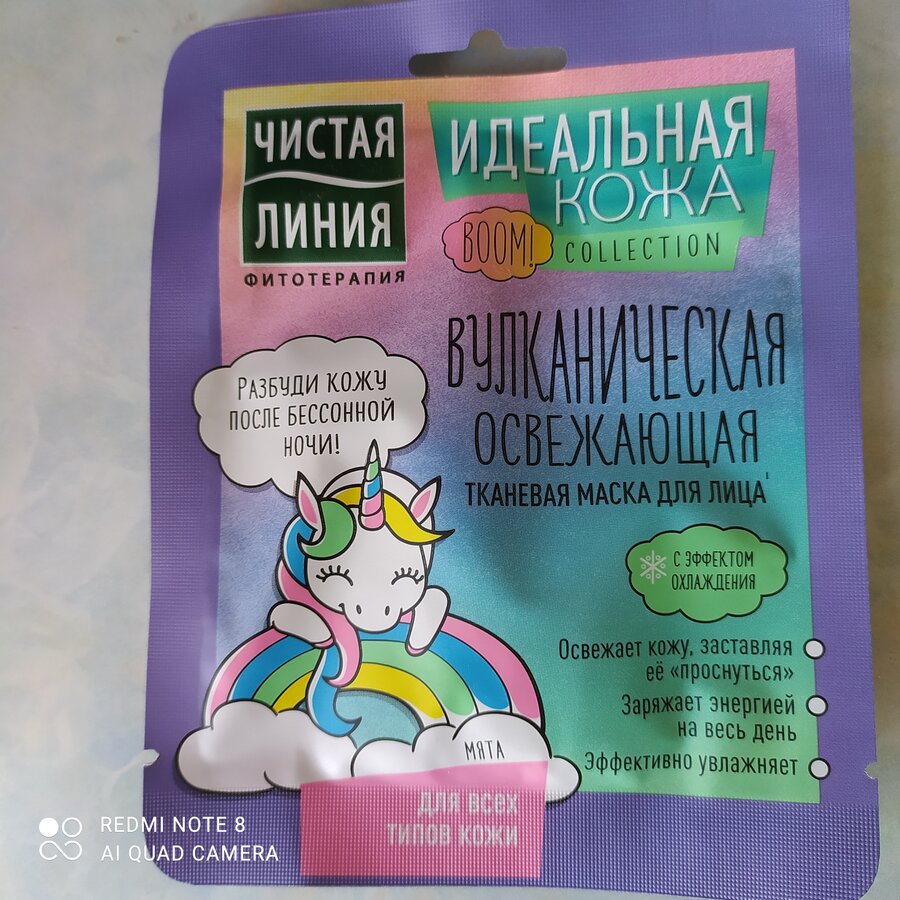 ЧИСТАЯ
ЛИНИЯ
ФИТОТЕРАПИЯ
ИДЕАЛЬНАЯ
КОЖА
BOOM!
COLLECTION
ВУЛКАНИЧЕСКАЯ
ОСВЕЖАЮЩАЯ
ТКАНЕВАЯ МАСКА ДЛЯ ЛИЦА¹
РАЗБУДИ КОЖУ
ПОСЛЕ БЕССОННОЙ
НОЧИ!
С ЭФФЕКТОМ
ОХЛАЖДЕНИЯ
Освежает кожу, заставляя
её «проснуться»
Заряжает энергией
на весь день
Эффективно увлажняет
МЯТА
ДЛЯ ВСЕХ
ТИПОВ КОЖИ
REDMI NOTE 8
AI QUAD CAMERA